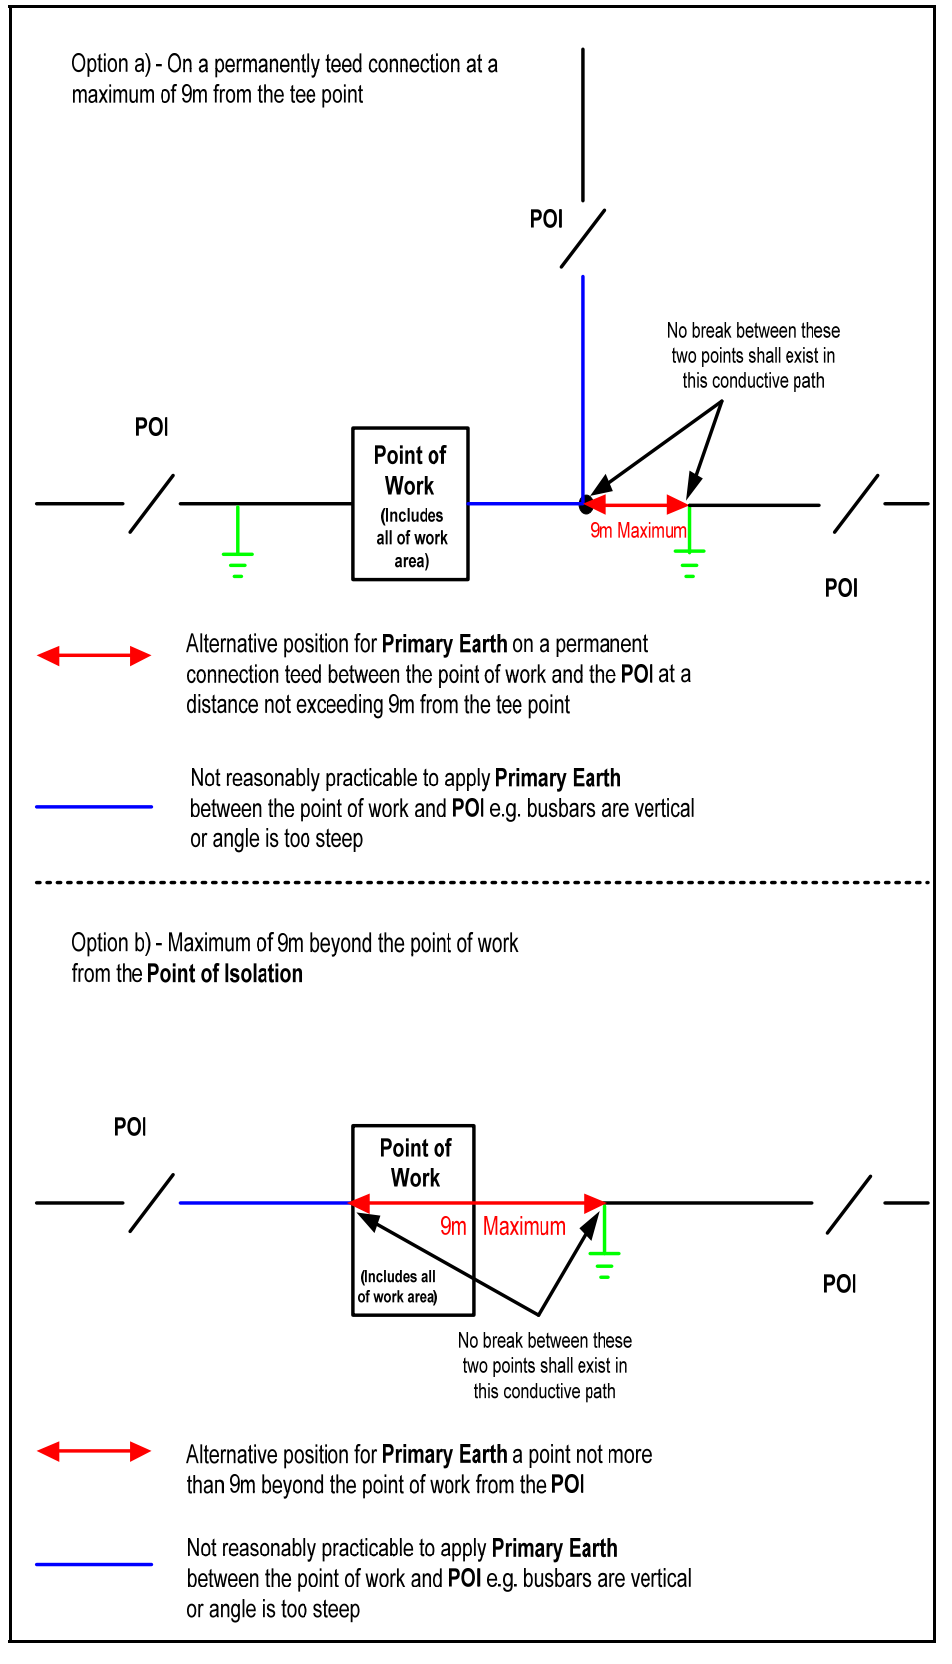 Option a) - On a permanently teed connection at a
maximum of 9m from the tee point
POI
No break between these
two points shall exist in
this conductive path
POI
Point of
Work
(Includes
all of work
area)
9m Maximum
POI
Alternative position for Primary Earth on a permanent
connection teed between the point of work and the POI at a
distance not exceeding 9m from the tee point
Not reasonably practicable to apply Primary Earth
between the point of work and POI e.g. busbars are vertical
or angle is too steep
Option b) - Maximum of 9m beyond the point of work
from the Point of Isolation
POI
Point of
Work
9m Maximum
(Includes all
of work area)
POI
No break between these
two points shall exist in
this conductive path
Alternative position for Primary Earth a point not more
than 9m beyond the point of work from the POI
Not reasonably practicable to apply Primary Earth
between the point of work and POI e.g. busbars are vertical
or angle is too steep